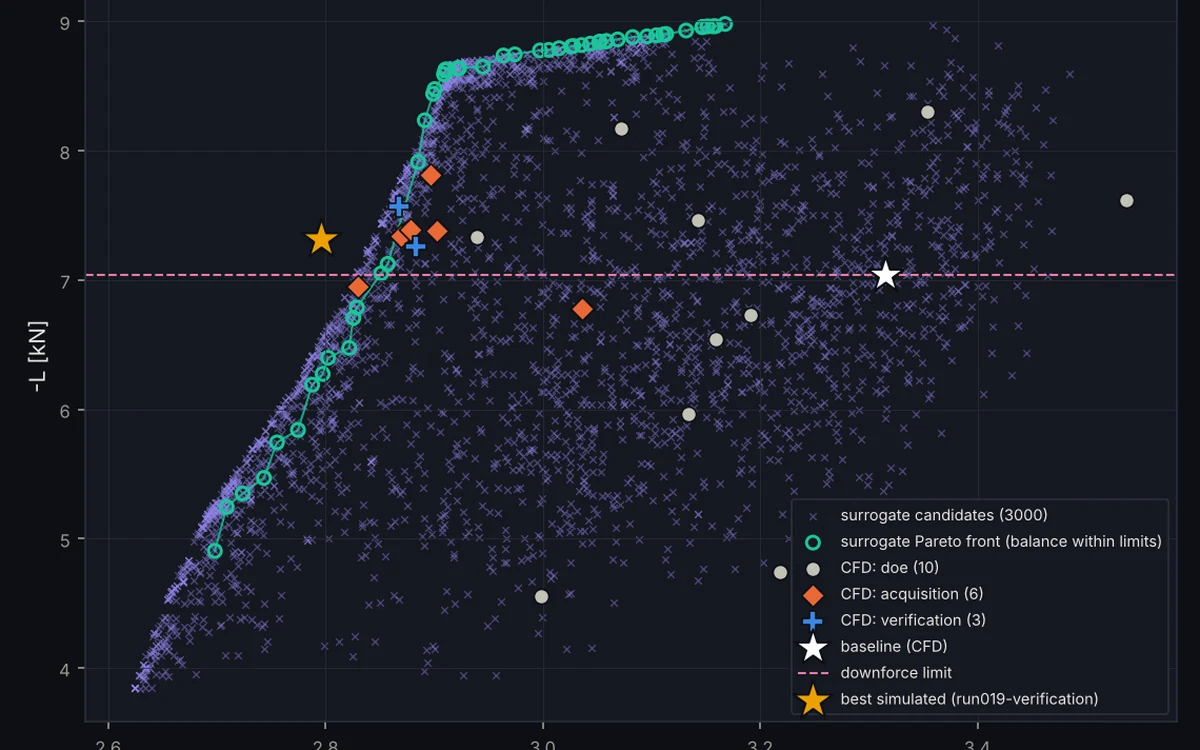 9
8
7
6
5
4
-L [kN]
2.6
2.8
3.0
3.2
3.4
surrogate candidates (3000)
surrogate Pareto front (balance within limits)
CFD: doe (10)
CFD: acquisition (6)
CFD: verification (3)
baseline (CFD)
downforce limit
best simulated (run019-verification)